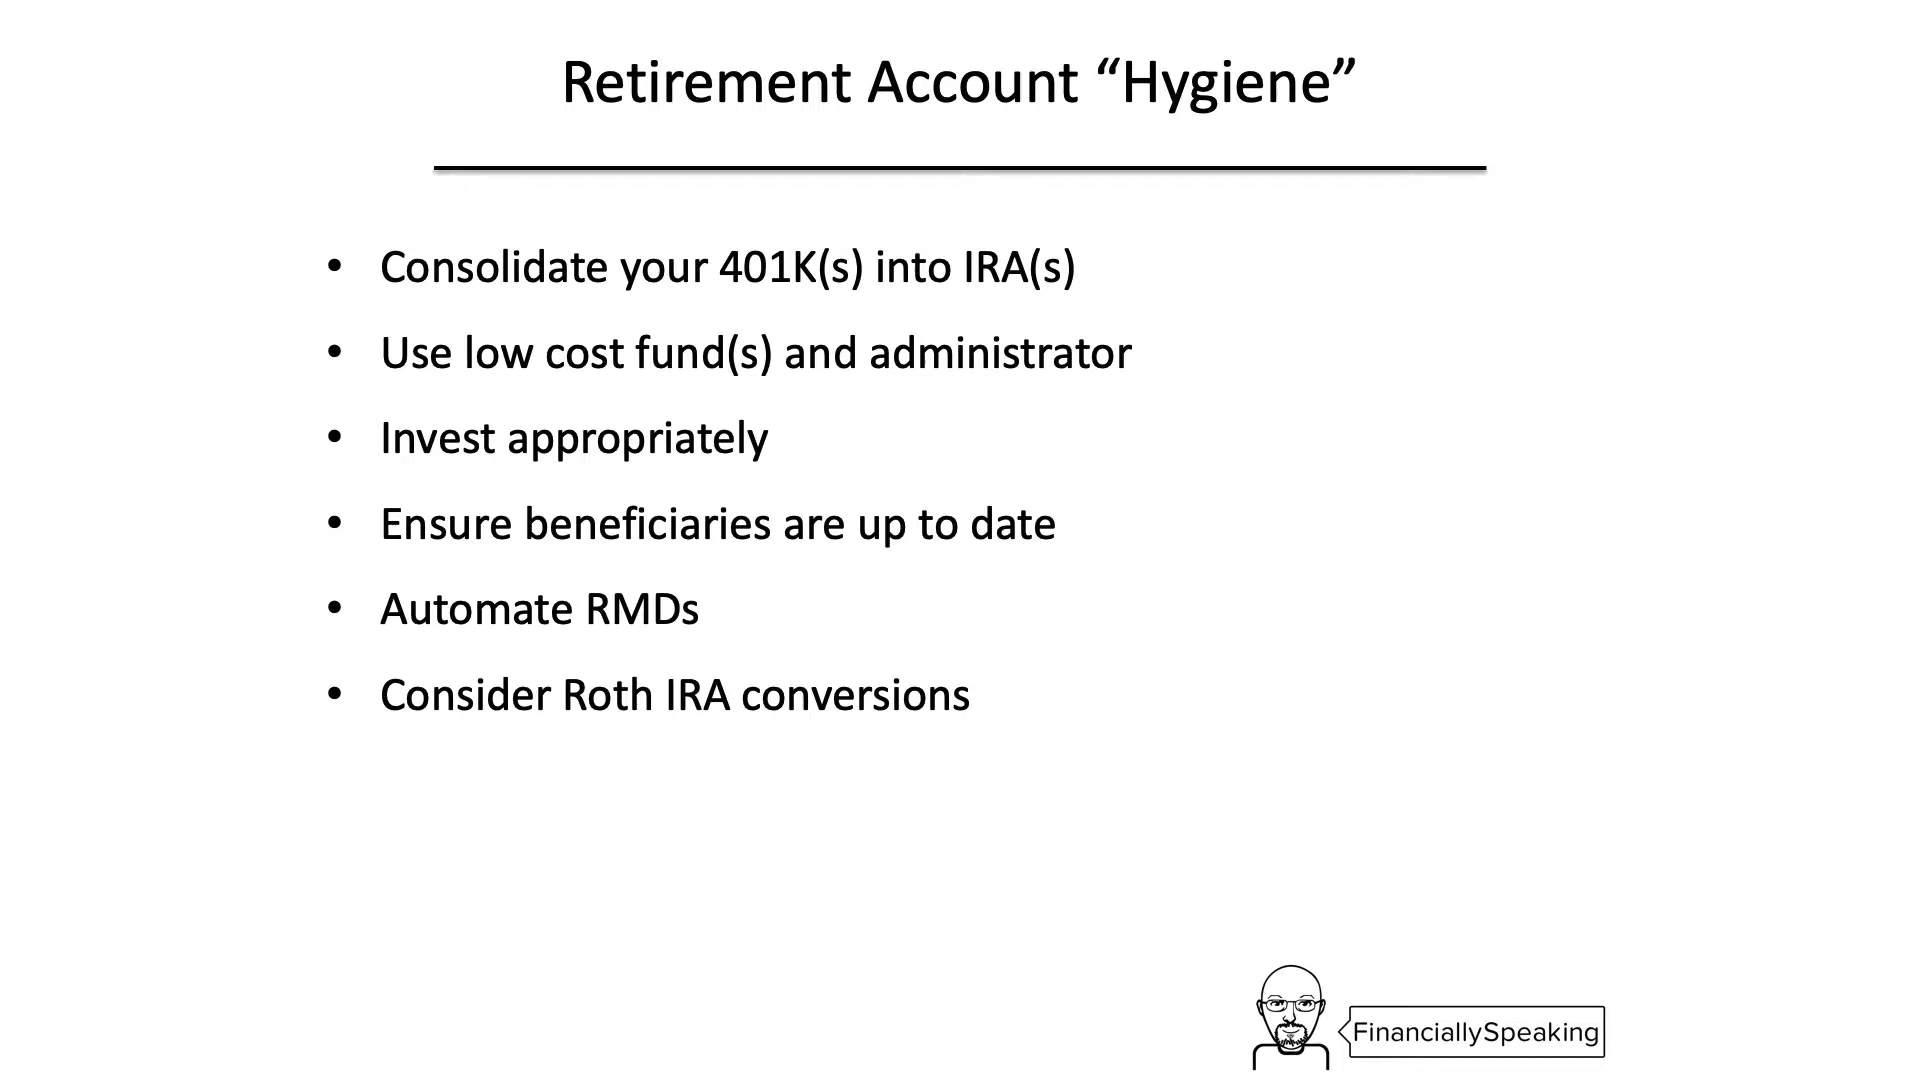 Retirement Account “Hygiene”
• Consolidate your 401K(s) into IRA(s)
• Use low cost fund(s) and administrator
• Invest appropriately
• Ensure beneficiaries are up to date
• Automate RMDs
• Consider Roth IRA conversions
FinanciallySpeaking